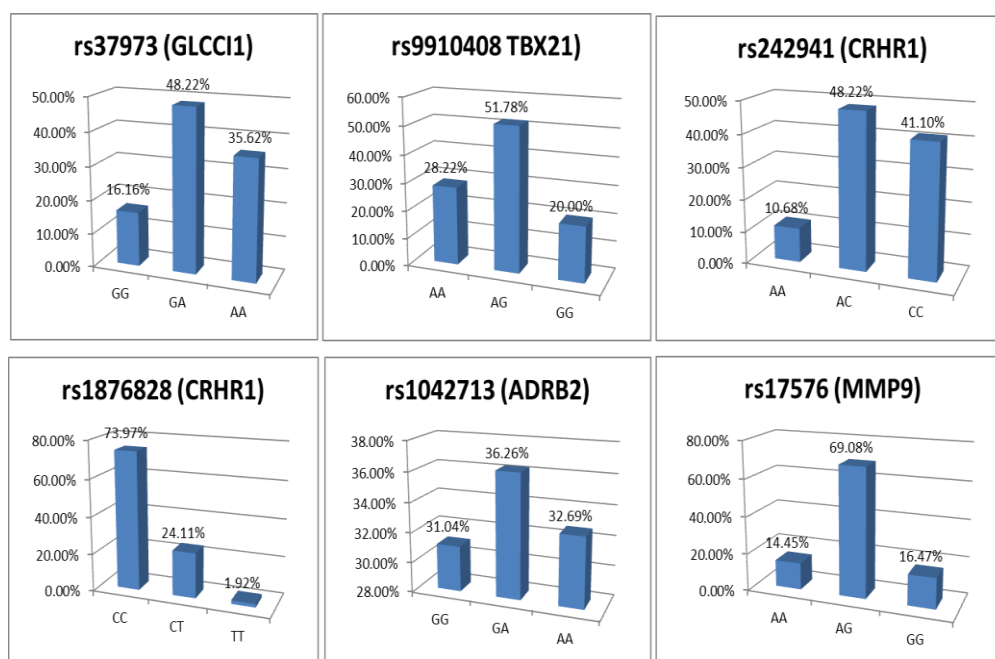 rs37973 (GLCCI1)
48.22%
50.00%
35.62%
40.00%
30.00%
16.16%
20.00%
10.00%
0.00%
GG
GA
AA
rs9910408 TBX21)
60.00%
51.78%
50.00%
40.00%
28.22%
30.00%
20.00%
20.00%
10.00%
0.00%
AA
AG
GG
rs242941 (CRHR1)
48.22%
50.00%
41.10%
40.00%
30.00%
20.00%
10.68%
10.00%
0.00%
AA
AC
CC
rs1876828 (CRHR1)
80.00%
73.97%
60.00%
40.00%
24.11%
20.00%
1.92%
0.00%
CC
CT
TT
rs1042713 (ADRB2)
38.00%
36.26%
36.00%
34.00%
32.69%
32.00%
31.04%
30.00%
28.00%
GG
GA
AA
rs17576 (MMP9)
80.00%
69.08%
60.00%
40.00%
14.45%
16.47%
20.00%
0.00%
AA
AG
GG